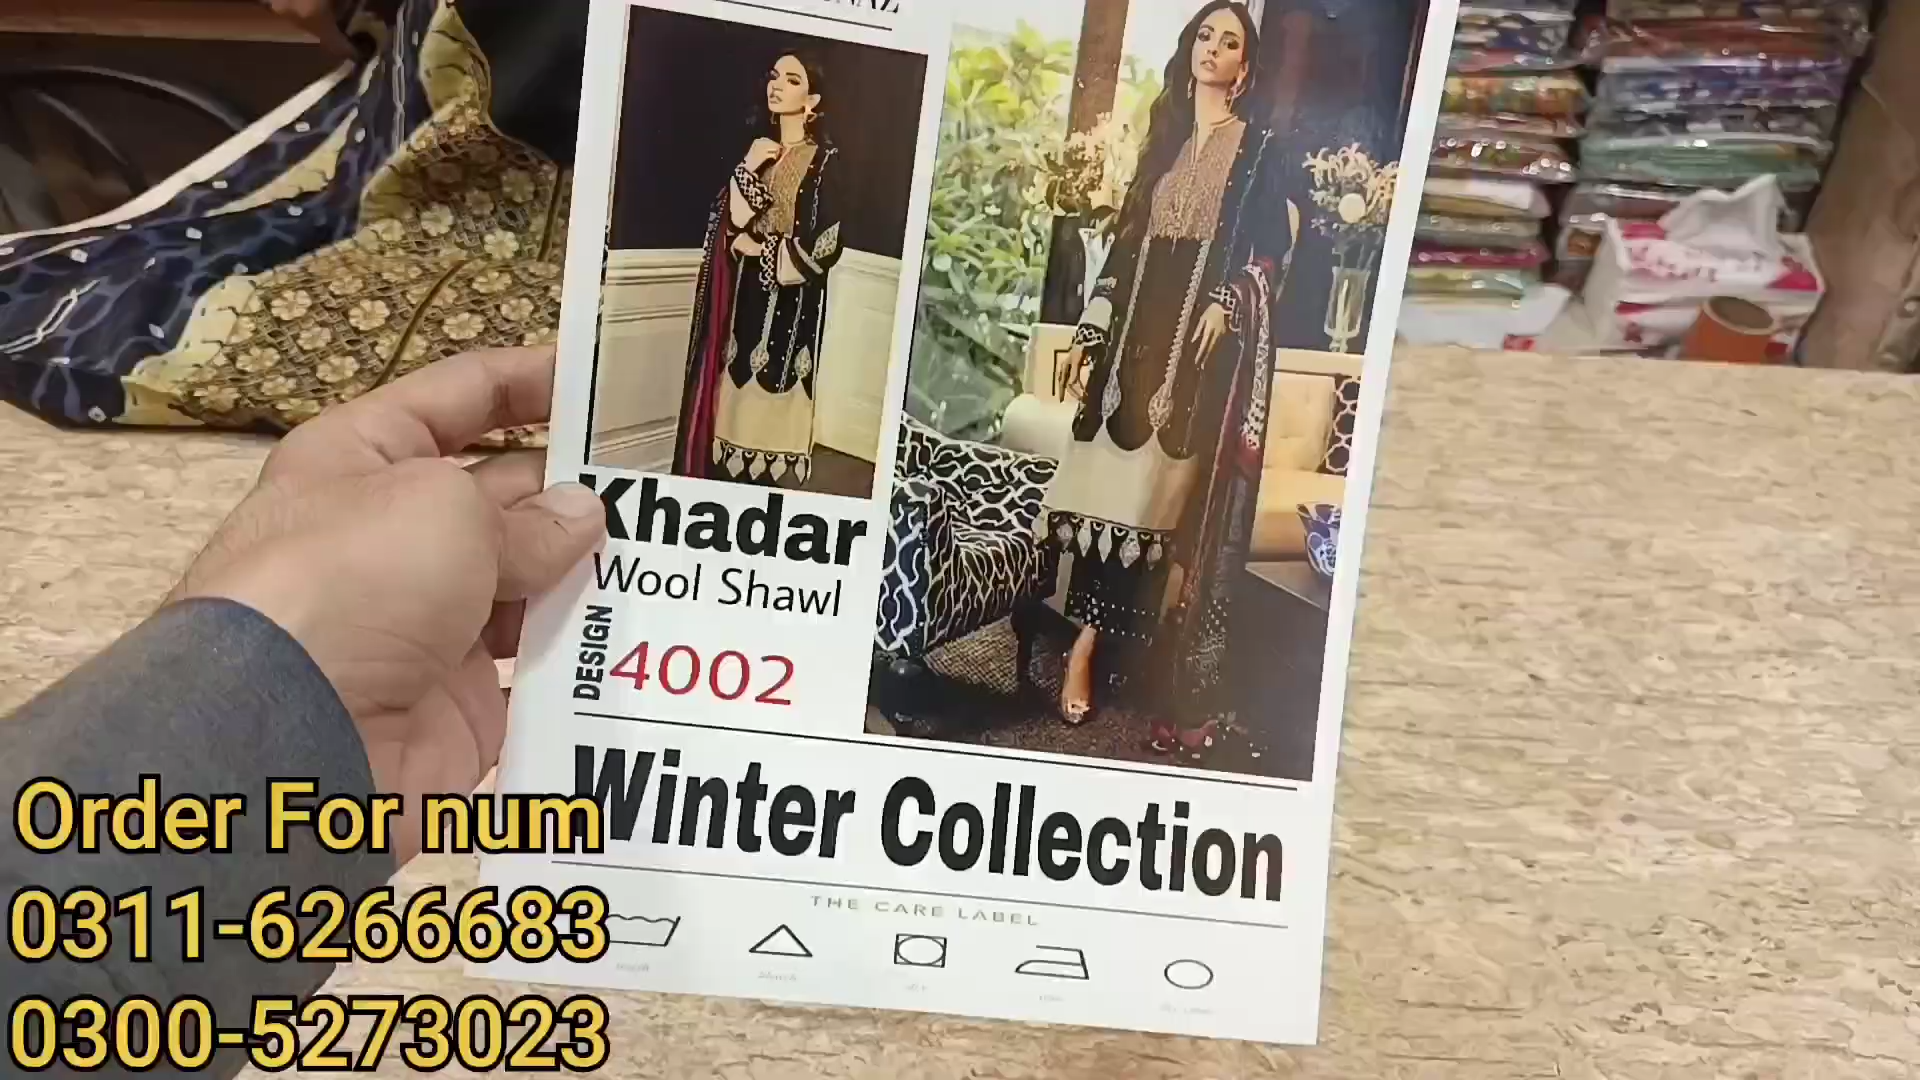 Khadar
Wool Shawl
DESIGN
4002
Winter Collection
THE CARE LABEL
Order For num
0311-6266683
0300-5273023